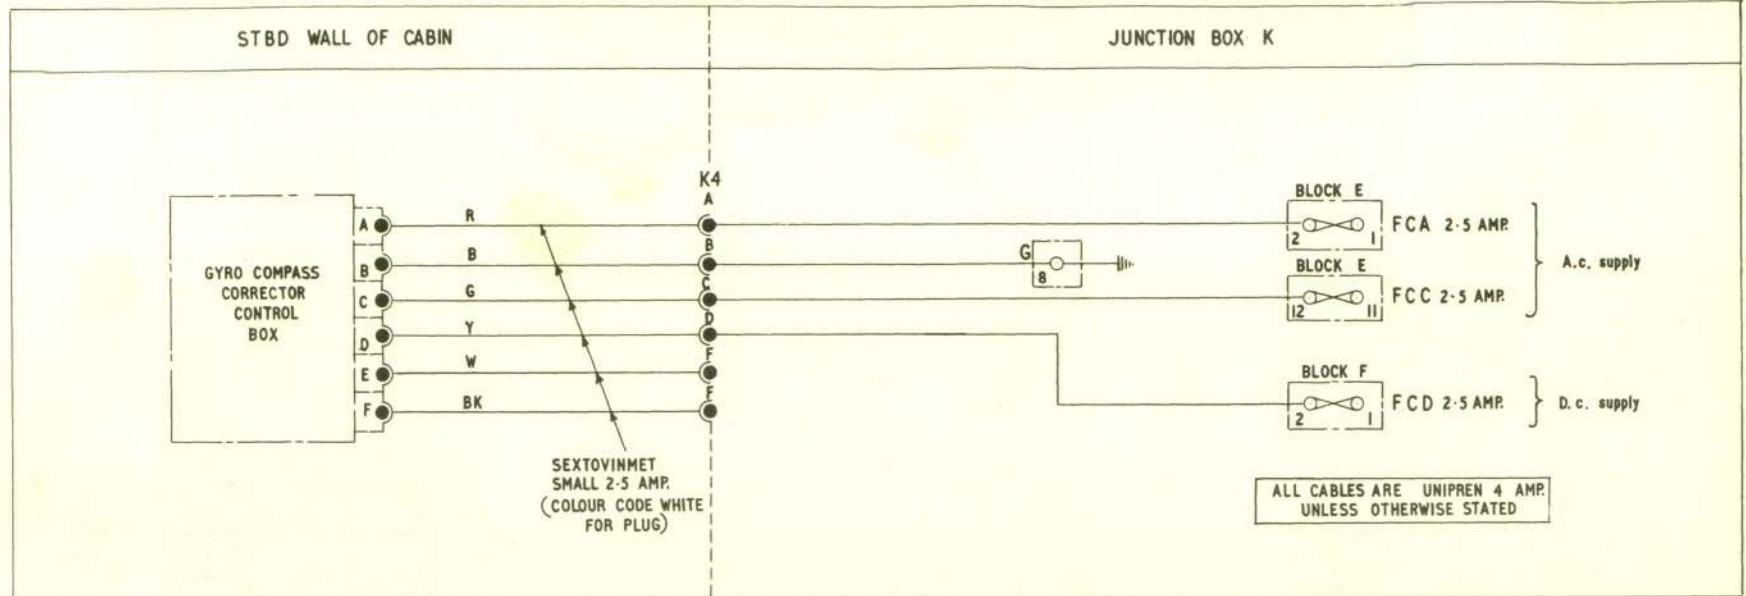 STBD WALL OF CABIN
JUNCTION BOX K
GYRO COMPASS
CORRECTOR
CONTROL
BOX
A
B
C
D
E
F
R
B
G
Y
W
BK
K4
A
B
C
D
F
F
SEXTOVINMET
SMALL 2·5 AMP.
(COLOUR CODE WHITE
FOR PLUG)
G
8
BLOCK E
2 1
FCA 2·5 AMP.
BLOCK E
12 11
FCC 2·5 AMP.
A.c. supply
BLOCK F
2 1
FCD 2·5 AMP.
D.c. supply
ALL CABLES ARE UNIPREN 4 AMP.
UNLESS OTHERWISE STATED